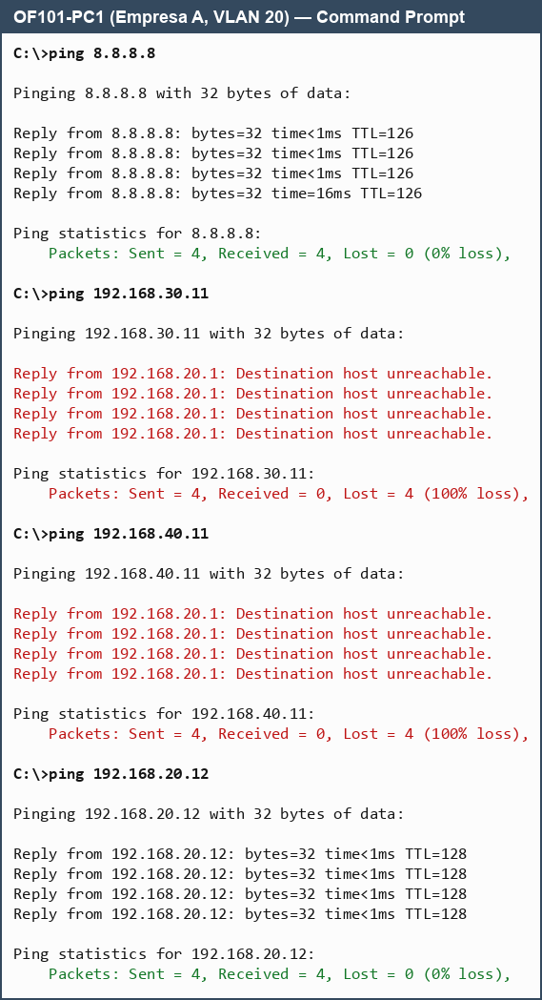 OF101-PC1 (Empresa A, VLAN 20) — Command Prompt
C:\>ping 8.8.8.8
Pinging 8.8.8.8 with 32 bytes of data:
Reply from 8.8.8.8: bytes=32 time<1ms TTL=126
Reply from 8.8.8.8: bytes=32 time<1ms TTL=126
Reply from 8.8.8.8: bytes=32 time<1ms TTL=126
Reply from 8.8.8.8: bytes=32 time=16ms TTL=126
Ping statistics for 8.8.8.8:
    Packets: Sent = 4, Received = 4, Lost = 0 (0% loss),
C:\>ping 192.168.30.11
Pinging 192.168.30.11 with 32 bytes of data:
Reply from 192.168.20.1: Destination host unreachable.
Reply from 192.168.20.1: Destination host unreachable.
Reply from 192.168.20.1: Destination host unreachable.
Reply from 192.168.20.1: Destination host unreachable.
Ping statistics for 192.168.30.11:
    Packets: Sent = 4, Received = 0, Lost = 4 (100% loss),
C:\>ping 192.168.40.11
Pinging 192.168.40.11 with 32 bytes of data:
Reply from 192.168.20.1: Destination host unreachable.
Reply from 192.168.20.1: Destination host unreachable.
Reply from 192.168.20.1: Destination host unreachable.
Reply from 192.168.20.1: Destination host unreachable.
Ping statistics for 192.168.40.11:
    Packets: Sent = 4, Received = 0, Lost = 4 (100% loss),
C:\>ping 192.168.20.12
Pinging 192.168.20.12 with 32 bytes of data:
Reply from 192.168.20.12: bytes=32 time<1ms TTL=128
Reply from 192.168.20.12: bytes=32 time<1ms TTL=128
Reply from 192.168.20.12: bytes=32 time<1ms TTL=128
Reply from 192.168.20.12: bytes=32 time<1ms TTL=128
Ping statistics for 192.168.20.12:
    Packets: Sent = 4, Received = 4, Lost = 0 (0% loss),